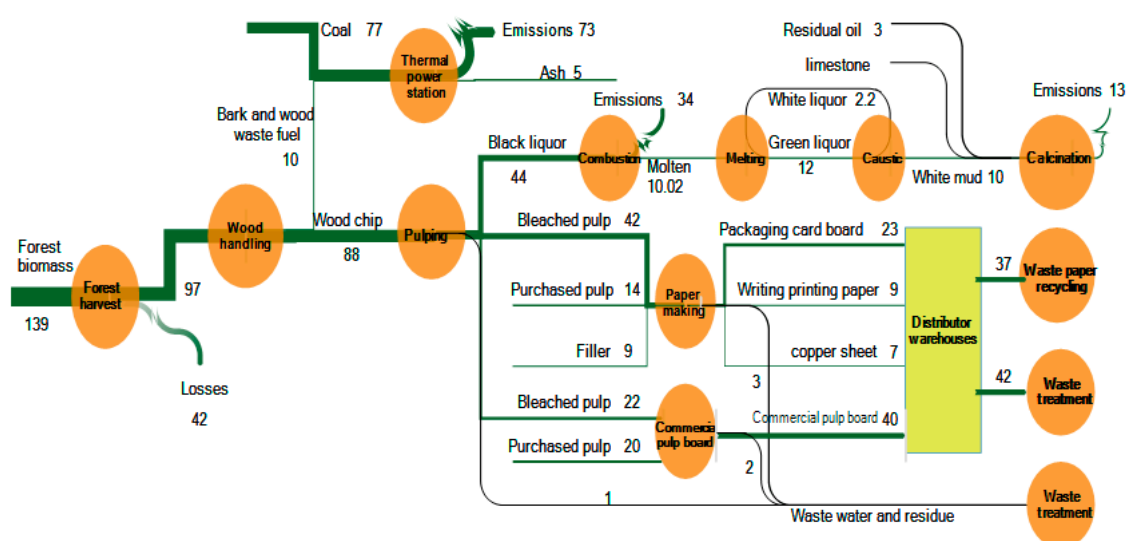 Coal 77
Emissions 73
Residual oil 3
Thermal
power
station
Ash 5
limestone
Bark and wood
waste fuel
10
Emissions 34
White liquor 2.2
Emissions 13
Black liquor
44
Combustion
Molten
10.02
Melting
Green liquor
12
Caustic
White mud 10
Calcination
Forest
biomass
139
Forest
harvest
97
Wood
handling
Wood chip
88
Pulping
Bleached pulp 42
Packaging card board 23
37
Waste paper
recycling
Purchased pulp 14
Paper
making
Writing printing paper 9
Distributor
warehouses
Filler 9
copper sheet 7
Losses
42
3
42
Waste
treatment
Bleached pulp 22
Commercia
pulp board
Commercial pulp board 40
Purchased pulp 20
2
1
Waste water and residue
Waste
treatment